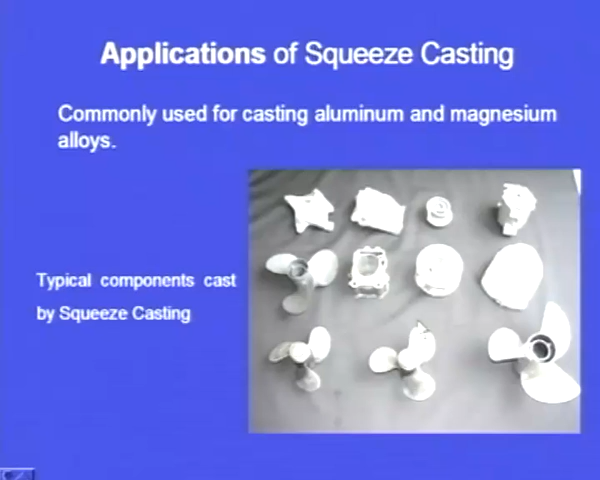 Applications of Squeeze Casting
Commonly used for casting aluminum and magnesium
alloys.
Typical components cast
by Squeeze Casting